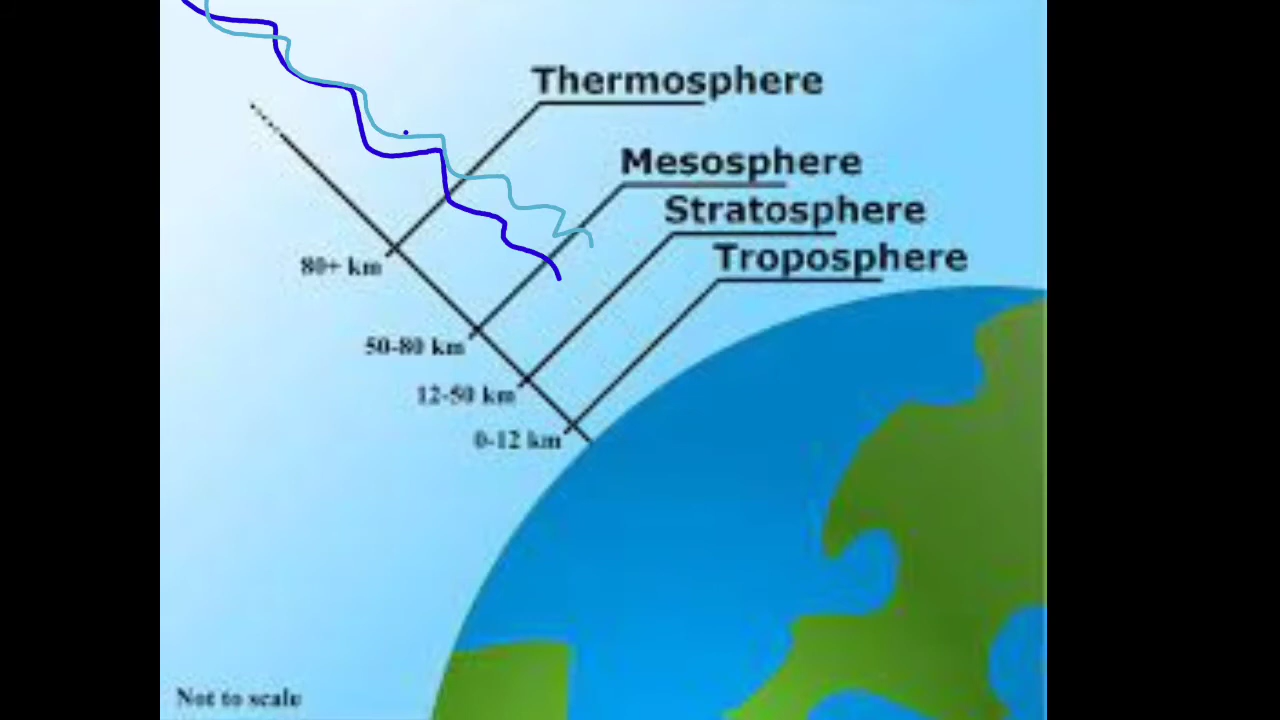 Thermosphere
Mesosphere
Stratosphere
Troposphere
80+ km
50-80 km
12-50 km
0-12 km
Not to scale